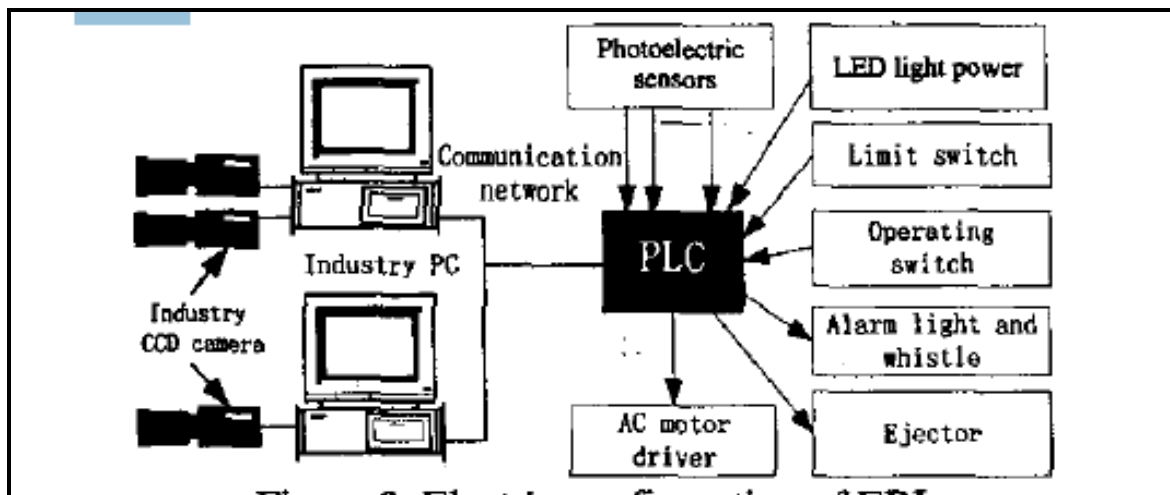 Photoelectric
sensors
LED light power
Limit switch
Communication
network
Operating
switch
PLC
Industry PC
Industry
CCD camera
Alarm light and
whistle
AC motor
driver
Ejector